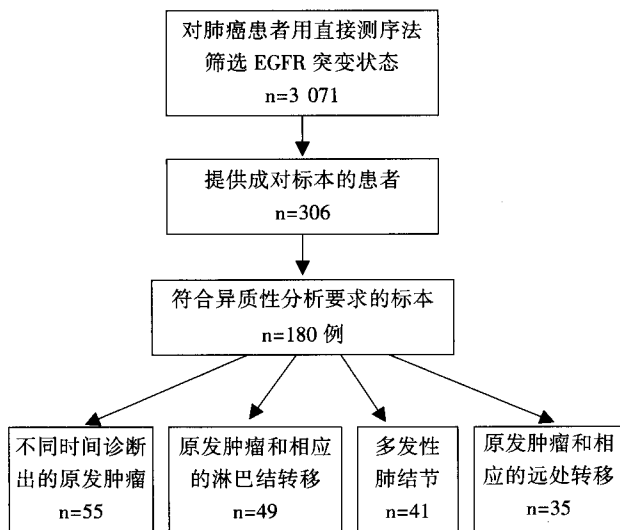 对肺癌患者用直接测序法
筛选 EGFR 突变状态
n=3 071
提供成对标本的患者
n=306
符合异质性分析要求的标本
n=180 例
不同时间诊断
出的原发肿瘤
n=55
原发肿瘤和相应
的淋巴结转移
n=49
多发性
肺结节
n=41
原发肿瘤和相
应的远处转移
n=35